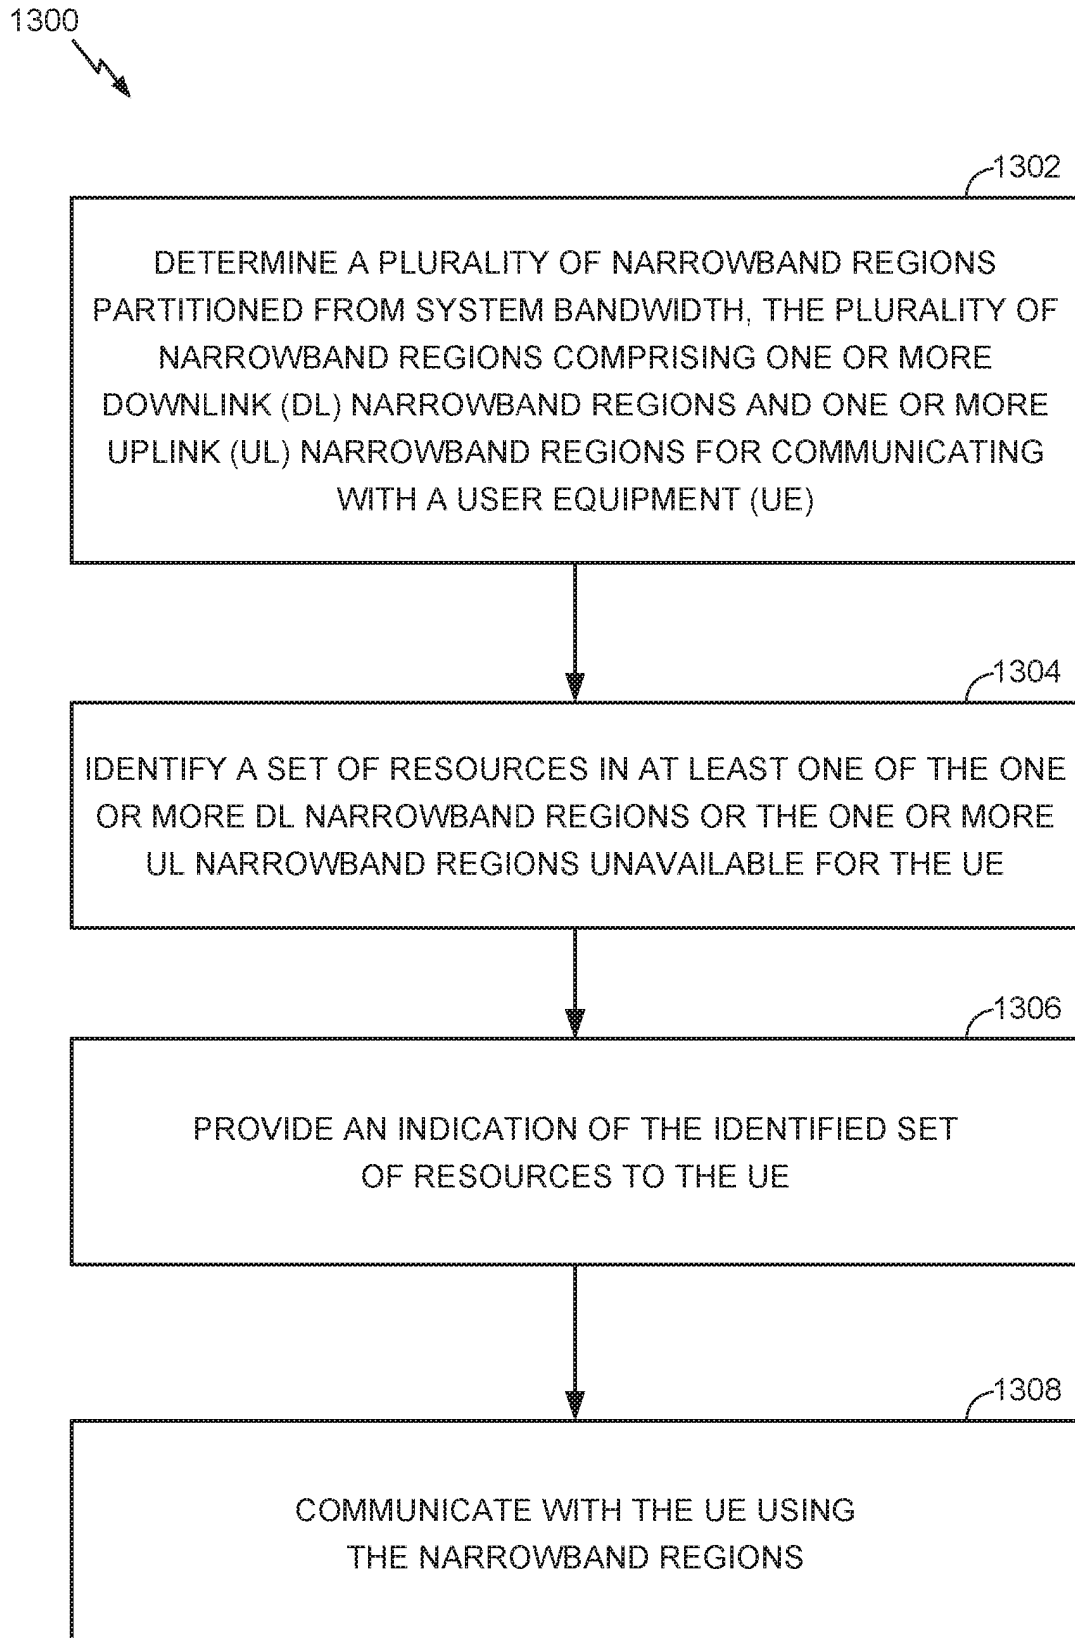 1300
1302
DETERMINE A PLURALITY OF NARROWBAND REGIONS
PARTITIONED FROM SYSTEM BANDWIDTH, THE PLURALITY OF
NARROWBAND REGIONS COMPRISING ONE OR MORE
DOWNLINK (DL) NARROWBAND REGIONS AND ONE OR MORE
UPLINK (UL) NARROWBAND REGIONS FOR COMMUNICATING
WITH A USER EQUIPMENT (UE)
1304
IDENTIFY A SET OF RESOURCES IN AT LEAST ONE OF THE ONE
OR MORE DL NARROWBAND REGIONS OR THE ONE OR MORE
UL NARROWBAND REGIONS UNAVAILABLE FOR THE UE
1306
PROVIDE AN INDICATION OF THE IDENTIFIED SET
OF RESOURCES TO THE UE
1308
COMMUNICATE WITH THE UE USING
THE NARROWBAND REGIONS